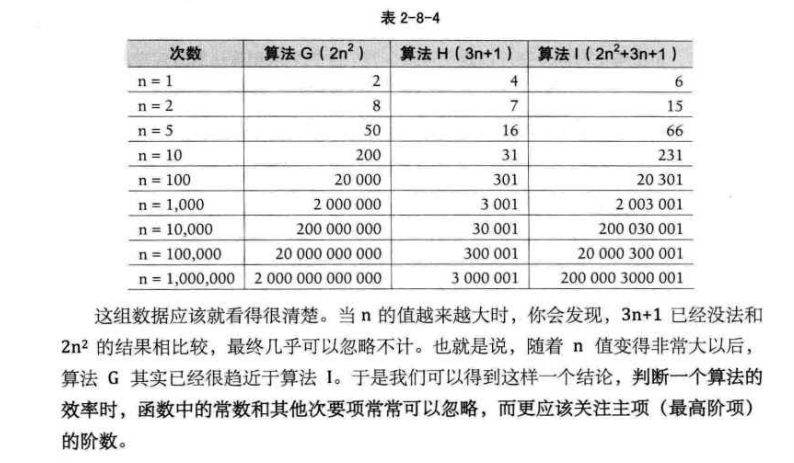 表 2-8-4
次数 算法 G（2n²） 算法 H（3n+1） 算法 I（2n²+3n+1）
n = 1 2 4 6
n = 2 8 7 15
n = 5 50 16 66
n = 10 200 31 231
n = 100 20 000 301 20 301
n = 1,000 2 000 000 3 001 2 003 001
n = 10,000 200 000 000 30 001 200 030 001
n = 100,000 20 000 000 000 300 001 20 000 300 001
n = 1,000,000 2 000 000 000 000 3 000 001 200 000 3000 001
这组数据应该就看得很清楚。当 n 的值越来越大时，你会发现，3n+1 已经没法和
2n² 的结果相比较，最终几乎可以忽略不计。也就是说，随着 n 值变得非常大以后，
算法 G 其实已经很趋近于算法 I。于是我们可以得到这样一个结论，判断一个算法的
效率时，函数中的常数和其他次要项常常可以忽略，而更应该关注主项（最高阶项）
的阶数。